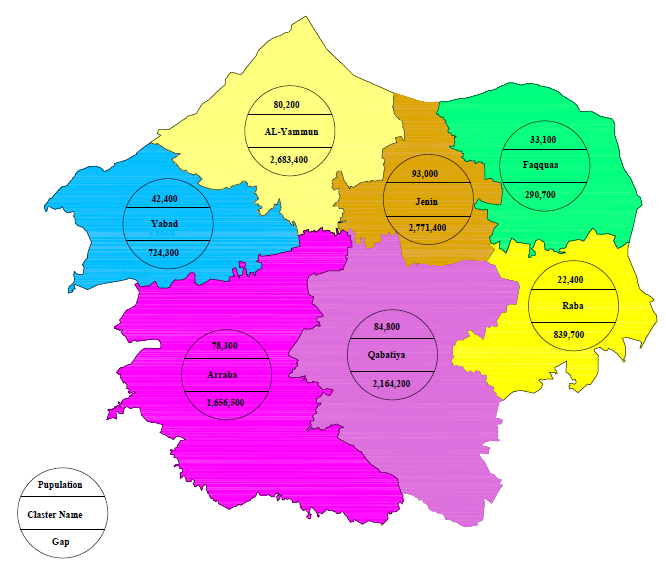 80,200
AL-Yammun
2,683,400
33,100
Faqquaa
290,700
93,000
Jenin
2,771,400
42,400
Yabad
724,300
22,400
Raba
839,700
84,800
Qabatiya
2,164,200
78,300
Arraba
1,656,500
Pupulation
Claster Name
Gap